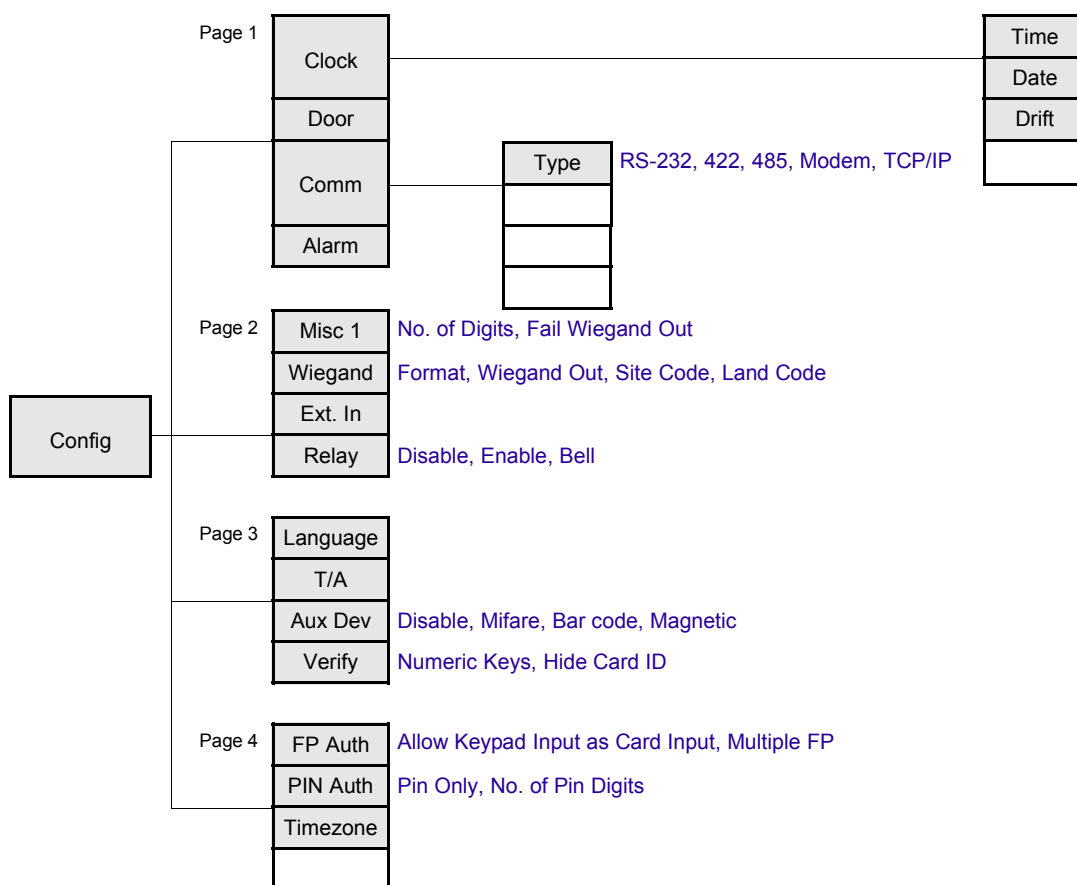 Page 1
Clock
Time
Date
Drift
Door
Comm
Type
RS-232, 422, 485, Modem, TCP/IP
Alarm
Page 2
Misc 1
No. of Digits, Fail Wiegand Out
Wiegand
Format, Wiegand Out, Site Code, Land Code
Ext. In
Config
Relay
Disable, Enable, Bell
Page 3
Language
T/A
Aux Dev
Disable, Mifare, Bar code, Magnetic
Verify
Numeric Keys, Hide Card ID
Page 4
FP Auth
Allow Keypad Input as Card Input, Multiple FP
PIN Auth
Pin Only, No. of Pin Digits
Timezone